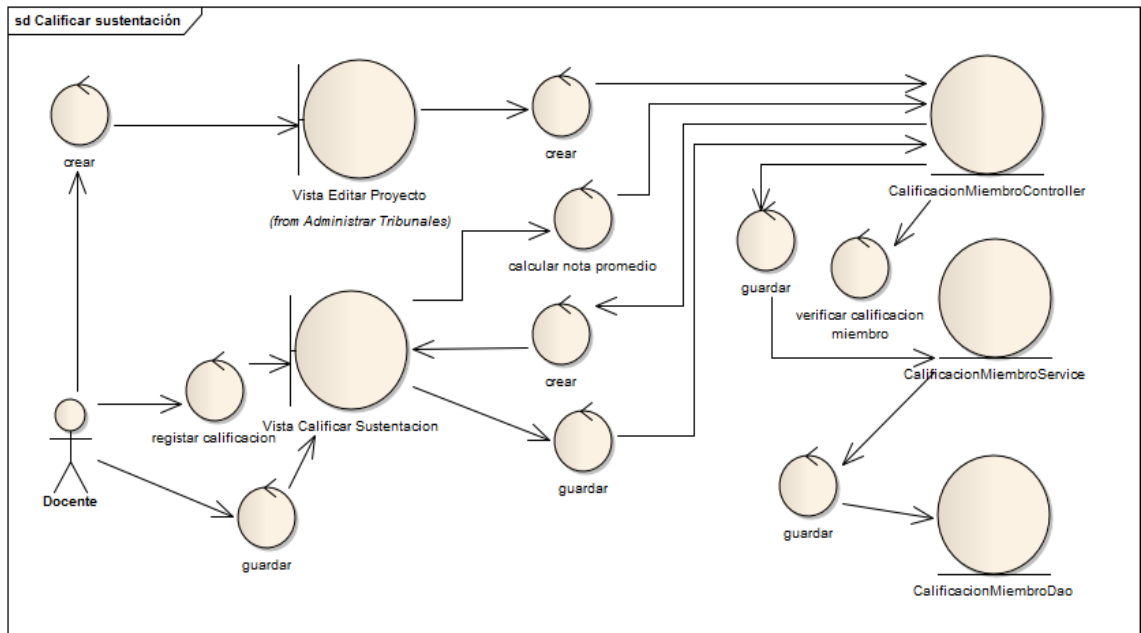 sd Calificar sustentación
crear
Vista Editar Proyecto
(from Administrar Tribunales)
crear
CalificacionMiembroController
calcular nota promedio
guardar
verificar calificacion
miembro
CalificacionMiembroService
crear
registar calificacion
Vista Calificar Sustentacion
guardar
Docente
guardar
guardar
CalificacionMiembroDao